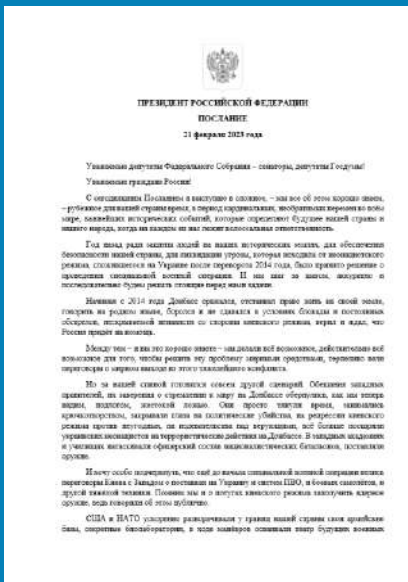 ПРЕЗИДЕНТ РОССИЙСКОЙ ФЕДЕРАЦИИ
ПОСЛАНИЕ
21 февраля 2023 года
Уважаемые депутаты Федерального Собрания – сенаторы, депутаты Госдумы!
Уважаемые граждане России!
С сегодняшним Посланием я выступаю в сложное, – мы все об этом хорошо знаем,
– рубежное для нашей страны время, в период кардинальных, необратимых перемен во всём
мире, важнейших исторических событий, которые определяют будущее нашей страны и
нашего народа, когда на каждом из нас лежит колоссальная ответственность.
Год назад ради защиты людей на наших исторических землях, для обеспечения
безопасности нашей страны, для ликвидации угрозы, которая исходила от неонацистского
режима, сложившегося на Украине после переворота 2014 года, было принято решение о
проведении специальной военной операции. И мы шаг за шагом, аккуратно и
последовательно будем решать стоящие перед нами задачи.
Начиная с 2014 года Донбасс сражался, отстаивал право жить на своей земле,
говорить на родном языке, боролся и не сдавался в условиях блокады и постоянных
обстрелов, нескрываемой ненависти со стороны киевского режима, верил и ждал, что
Россия придёт на помощь.
Между тем – и вы это хорошо знаете – мы делали всё возможное, действительно всё
возможное для того, чтобы решить эту проблему мирными средствами, терпеливо вели
переговоры о мирном выходе из этого тяжелейшего конфликта.
Но за нашей спиной готовился совсем другой сценарий. Обещания западных
правителей, их заверения о стремлении к миру на Донбассе обернулись, как мы теперь
видим, подлогом, жестокой ложью. Они просто тянули время, занимались
крючкотворством, закрывали глаза на политические убийства, на репрессии киевского
режима против неугодных, на издевательства над верующими, всё больше поощряли
украинских неонацистов на террористические действия на Донбассе. В западных академиях
и училищах натаскивали офицерский состав националистических батальонов, поставляли
оружие.
И хочу особо подчеркнуть, что ещё до начала специальной военной операции велись
переговоры Киева с Западом о поставках на Украину и систем ПВО, и боевых самолётов, и
другой тяжёлой техники. Помним мы и о потугах киевского режима заполучить ядерное
оружие, ведь говорили об этом публично.
США и НАТО ускоренно разворачивали у границ нашей страны свои армейские
базы, секретные биолаборатории, в ходе манёвров осваивали театр будущих военных